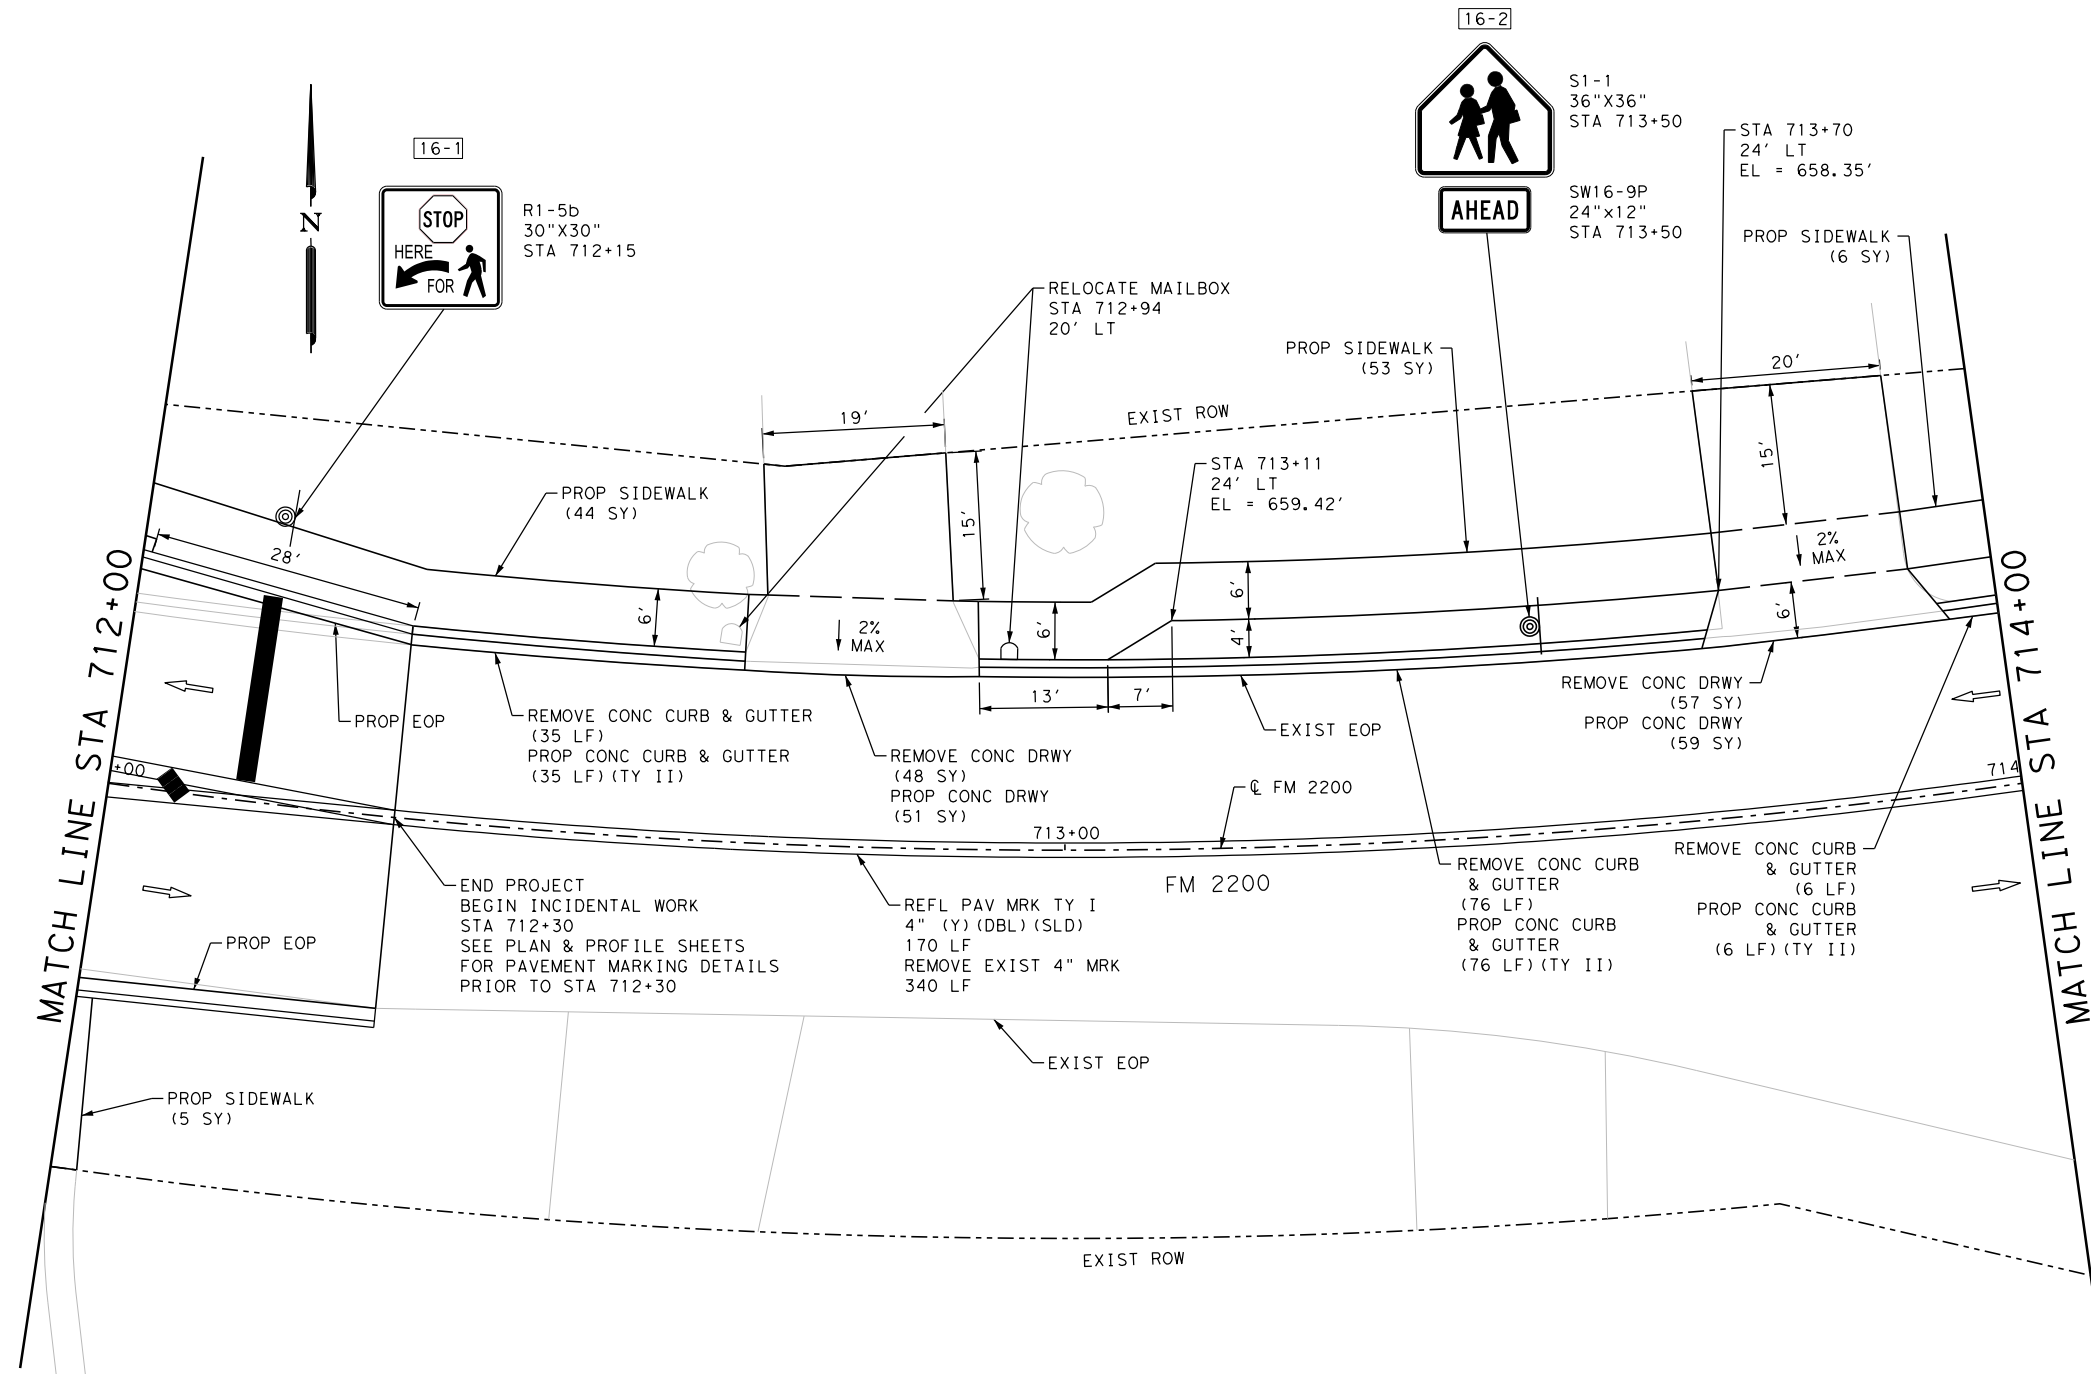 16-2
S1-1
36"X36"
STA 713+50
STA 713+70
24' LT
EL = 658.35'
16-1
STOP
HERE
FOR
R1-5b
30"X30"
STA 712+15
AHEAD
SW16-9P
24"x12"
STA 713+50
PROP SIDEWALK
(6 SY)
N
RELOCATE MAILBOX
STA 712+94
20' LT
PROP SIDEWALK
(53 SY)
20'
19'
EXIST ROW
15'
STA 713+11
24' LT
EL = 659.42'
PROP SIDEWALK
(44 SY)
15'
28'
2%
MAX
6'
6'
6'
4'
6'
2%
MAX
MATCH LINE STA 712+00
MATCH LINE STA 714+00
13'
7'
PROP EOP
REMOVE CONC CURB & GUTTER
(35 LF)
PROP CONC CURB & GUTTER
(35 LF)(TY II)
REMOVE CONC DRWY
(48 SY)
PROP CONC DRWY
(51 SY)
EXIST EOP
REMOVE CONC DRWY
(57 SY)
PROP CONC DRWY
(59 SY)
+00
℄ FM 2200
714
713+00
FM 2200
END PROJECT
BEGIN INCIDENTAL WORK
STA 712+30
SEE PLAN & PROFILE SHEETS
FOR PAVEMENT MARKING DETAILS
PRIOR TO STA 712+30
REFL PAV MRK TY I
4" (Y)(DBL)(SLD)
170 LF
REMOVE EXIST 4" MRK
340 LF
REMOVE CONC CURB
& GUTTER
(76 LF)
PROP CONC CURB
& GUTTER
(76 LF)(TY II)
REMOVE CONC CURB
& GUTTER
(6 LF)
PROP CONC CURB
& GUTTER
(6 LF)(TY II)
PROP EOP
EXIST EOP
PROP SIDEWALK
(5 SY)
EXIST ROW